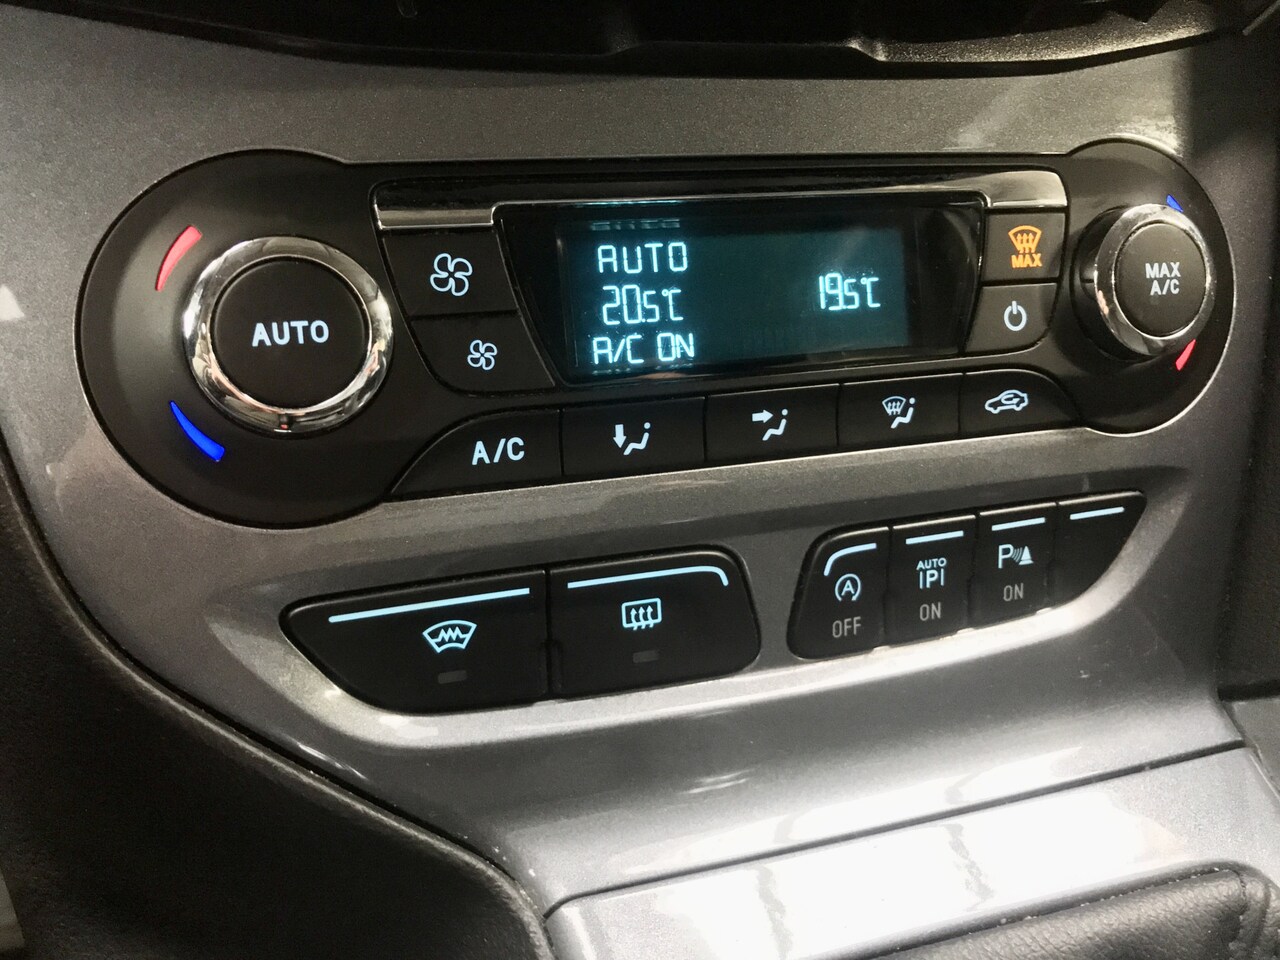 AUTO
AUTO
20.5°C
19.5°C
A/C ON
MAX
MAX
A/C
A/C
A
OFF
AUTO
P
ON
P
ON